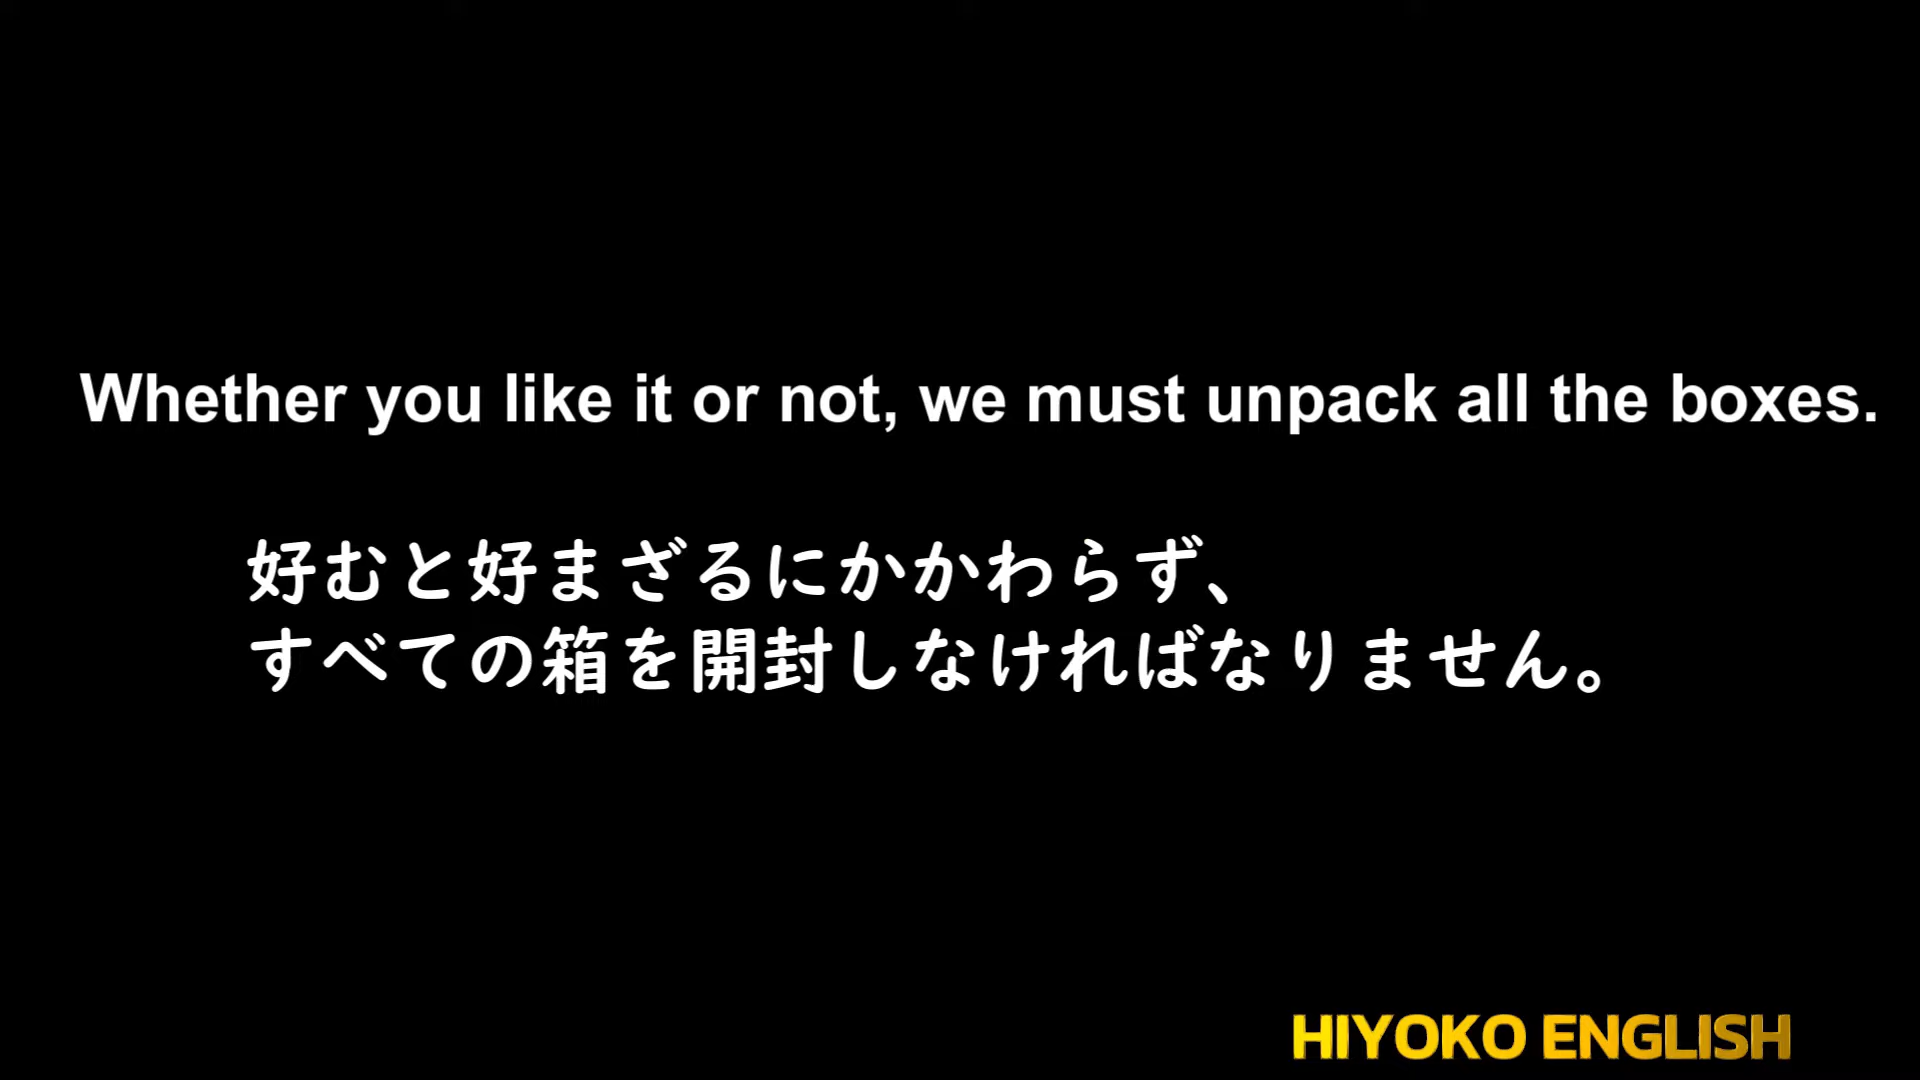 Whether you like it or not, we must unpack all the boxes.
好むと好まざるにかかわらず、
すべての箱を開封しなければなりません。
HIYOKO ENGLISH